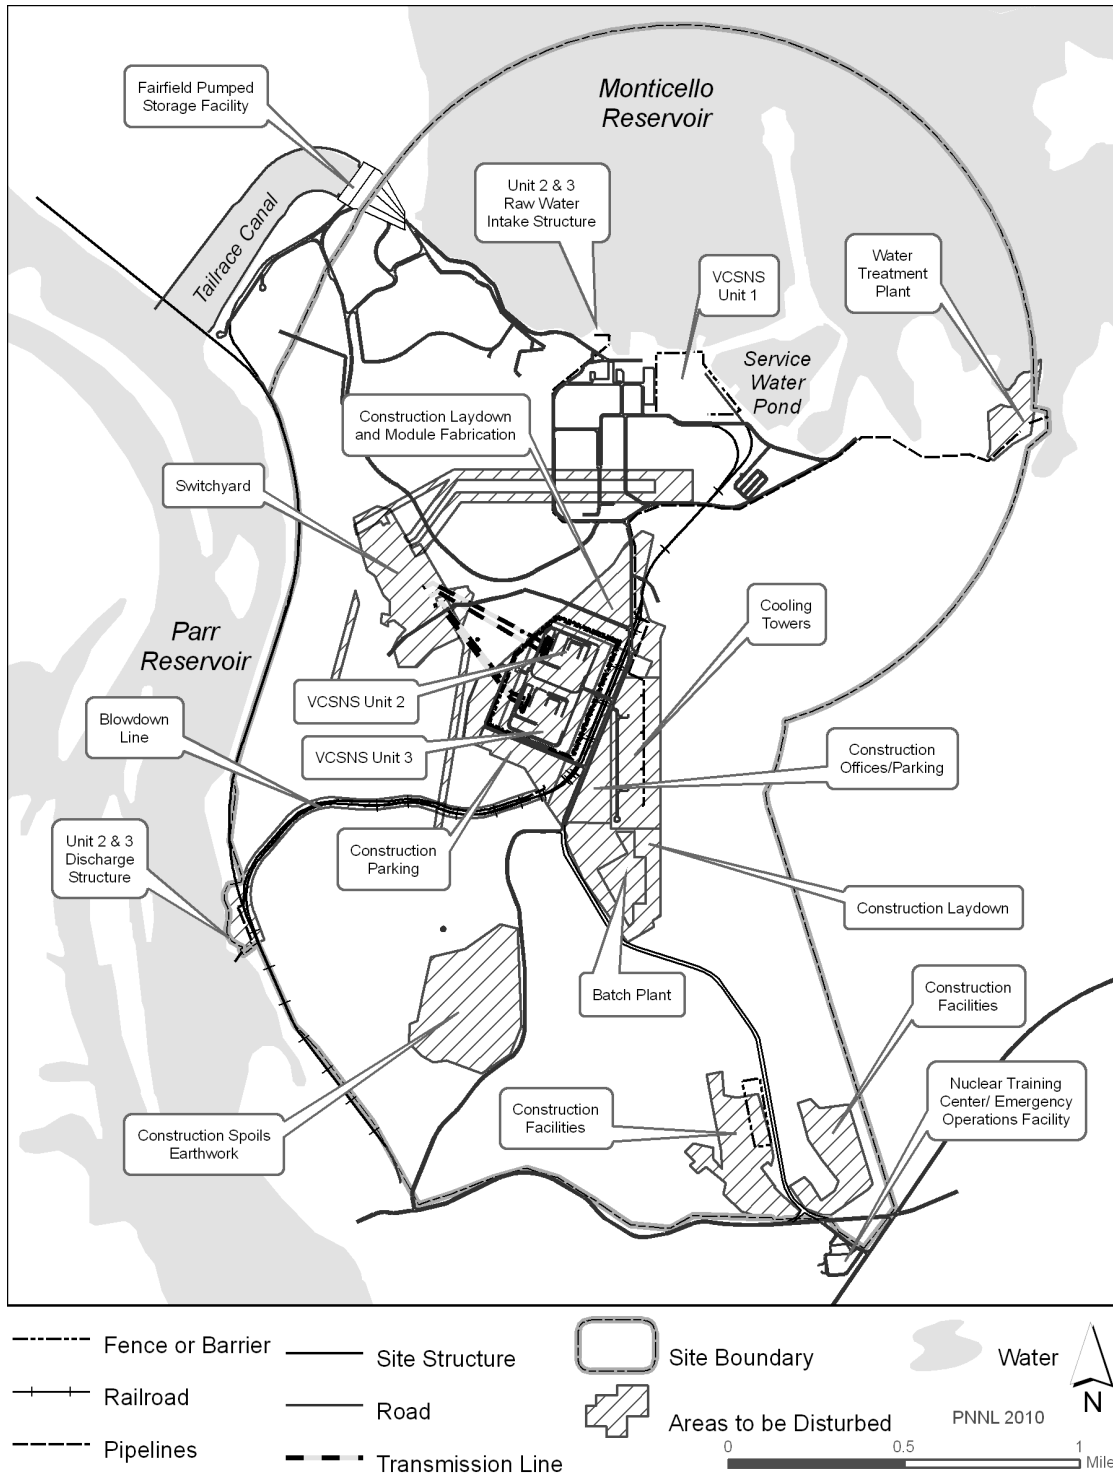 Monticello
Reservoir
Fairfield Pumped
Storage Facility
Unit 2 & 3
Raw Water
Intake Structure
Tailrace Canal
VCSNS
Unit 1
Water
Treatment
Plant
Service
Water
Pond
Construction Laydown
and Module Fabrication
Switchyard
Cooling
Towers
Parr
Reservoir
VCSNS Unit 2
Blowdown
Line
VCSNS Unit 3
Construction
Offices/Parking
Unit 2 & 3
Discharge
Structure
Construction
Parking
Construction Laydown
Batch Plant
Construction
Facilities
Nuclear Training
Center/ Emergency
Operations Facility
Construction
Facilities
Construction Spoils
Earthwork
Fence or Barrier
Railroad
Pipelines
Site Structure
Road
Transmission Line
Site Boundary
Areas to be Disturbed
Water
PNNL 2010
N
0 0.5 1
Mile